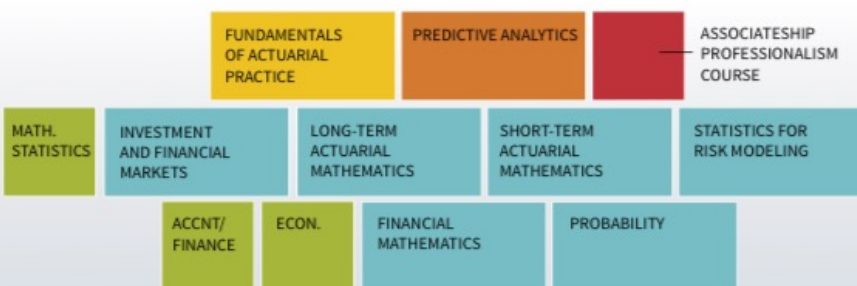 FUNDAMENTALS
OF ACTUARIAL
PRACTICE
PREDICTIVE ANALYTICS
ASSOCIATESHIP
PROFESSIONALISM
COURSE
MATH.
STATISTICS
INVESTMENT
AND FINANCIAL
MARKETS
LONG-TERM
ACTUARIAL
MATHEMATICS
SHORT-TERM
ACTUARIAL
MATHEMATICS
STATISTICS FOR
RISK MODELING
ACCNT/
FINANCE
ECON.
FINANCIAL
MATHEMATICS
PROBABILITY